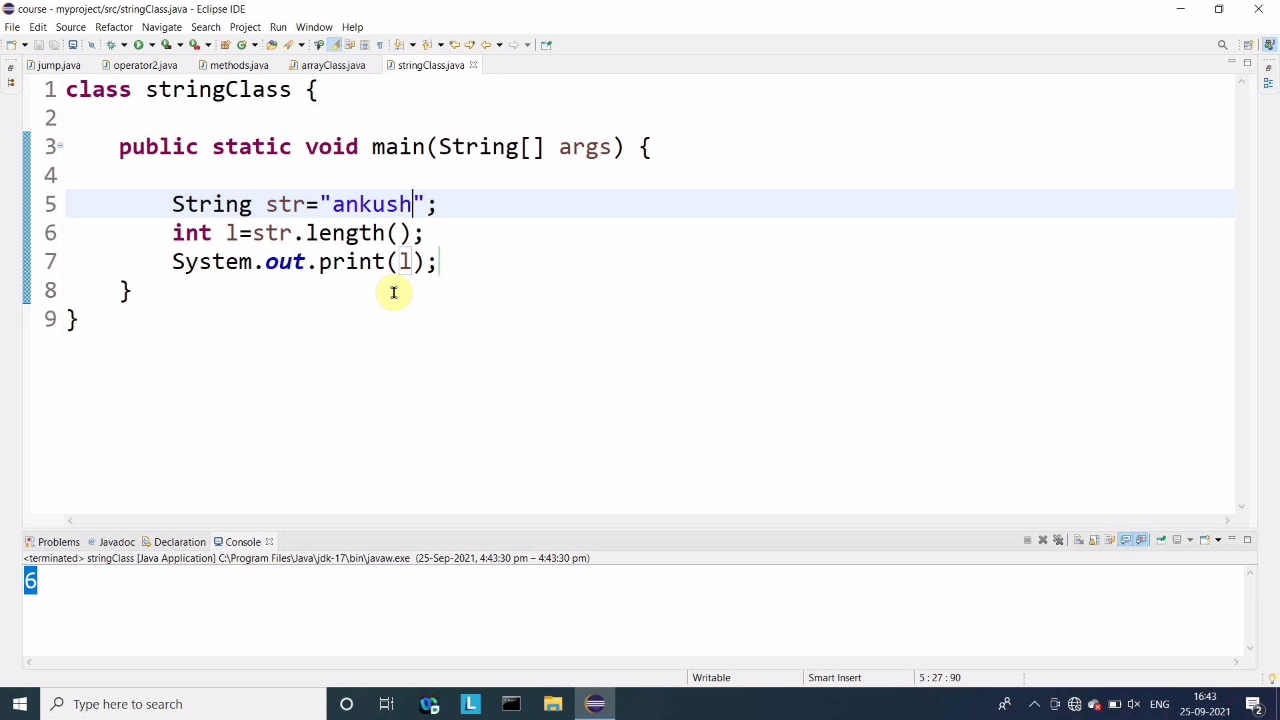 course - myproject/src/stringClass.java - Eclipse IDE
File Edit Source Refactor Navigate Search Project Run Window Help
jump.java operator2.java methods.java arrayClass.java stringClass.java
1 class stringClass {
2
3 public static void main(String[] args) {
4
5 String str="ankush";
6 int l=str.length();
7 System.out.print(l);
8 }
9 }
Problems Javadoc Declaration Console
<terminated> stringClass [Java Application] C:\Program Files\Java\jdk-17\bin\javaw.exe (25-Sep-2021, 4:43:30 pm – 4:43:30 pm)
6
Writable Smart Insert 5 : 27 : 90
Type here to search
L
ENG
16:43
25-09-2021
2